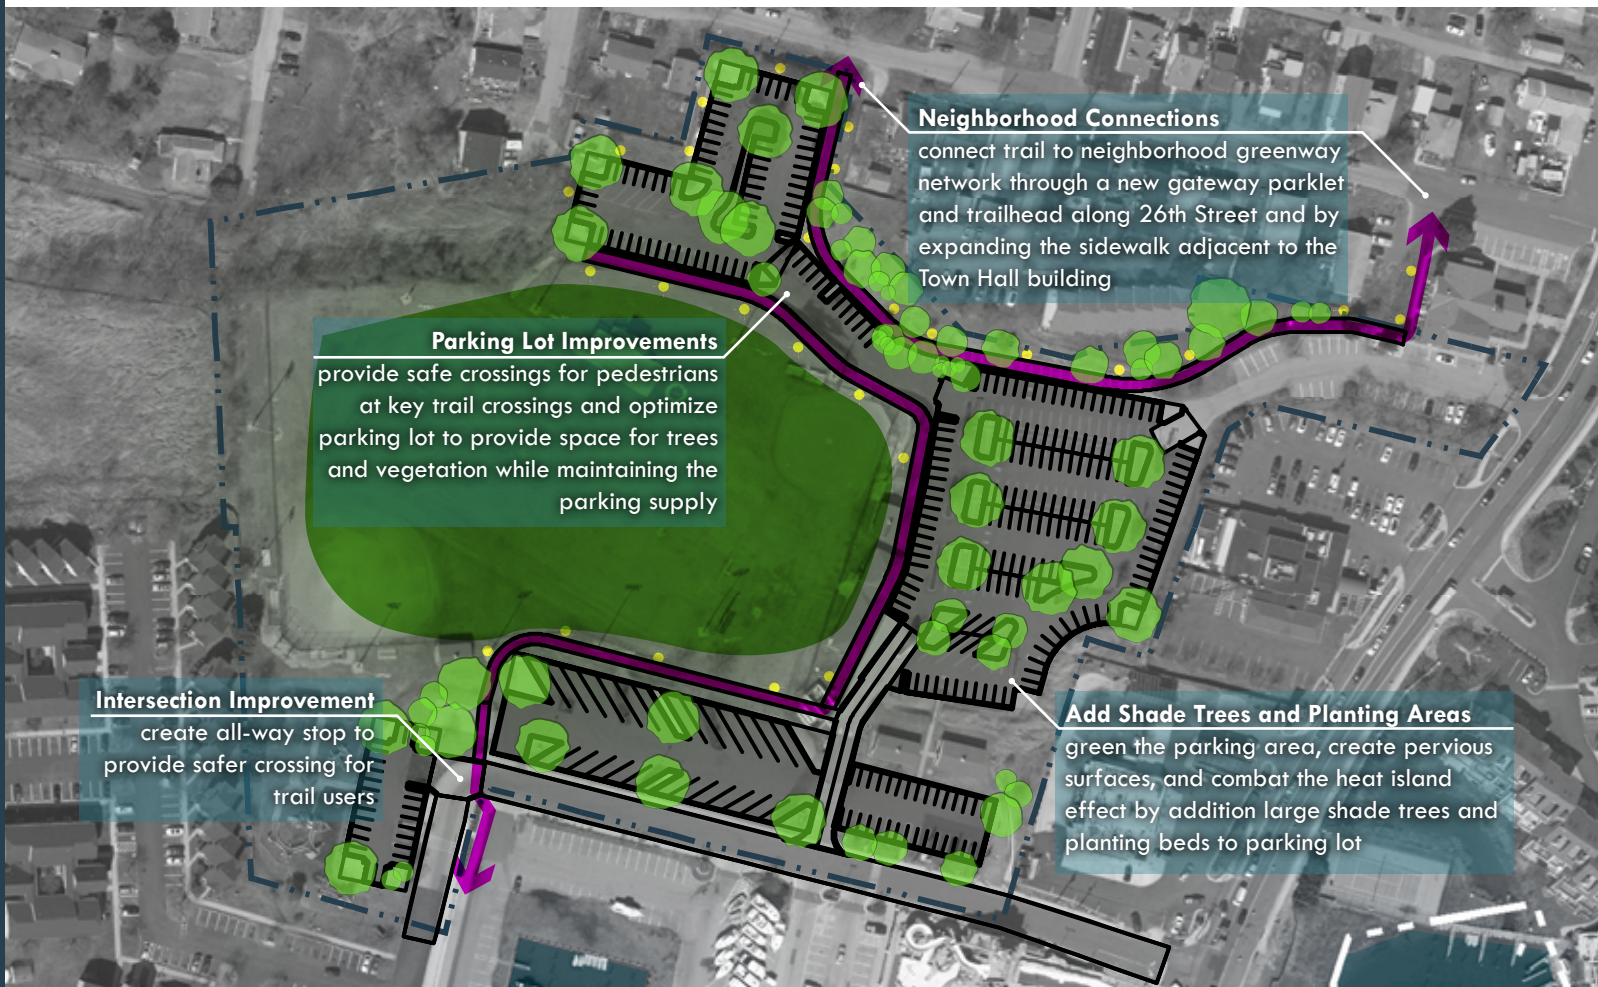 Neighborhood Connections
connect trail to neighborhood greenway
network through a new gateway parklet
and trailhead along 26th Street and by
expanding the sidewalk adjacent to the
Town Hall building
Parking Lot Improvements
provide safe crossings for pedestrians
at key trail crossings and optimize
parking lot to provide space for trees
and vegetation while maintaining the
parking supply
Intersection Improvement
create all-way stop to
provide safer crossing for
trail users
Add Shade Trees and Planting Areas
green the parking area, create pervious
surfaces, and combat the heat island
effect by addition large shade trees and
planting beds to parking lot